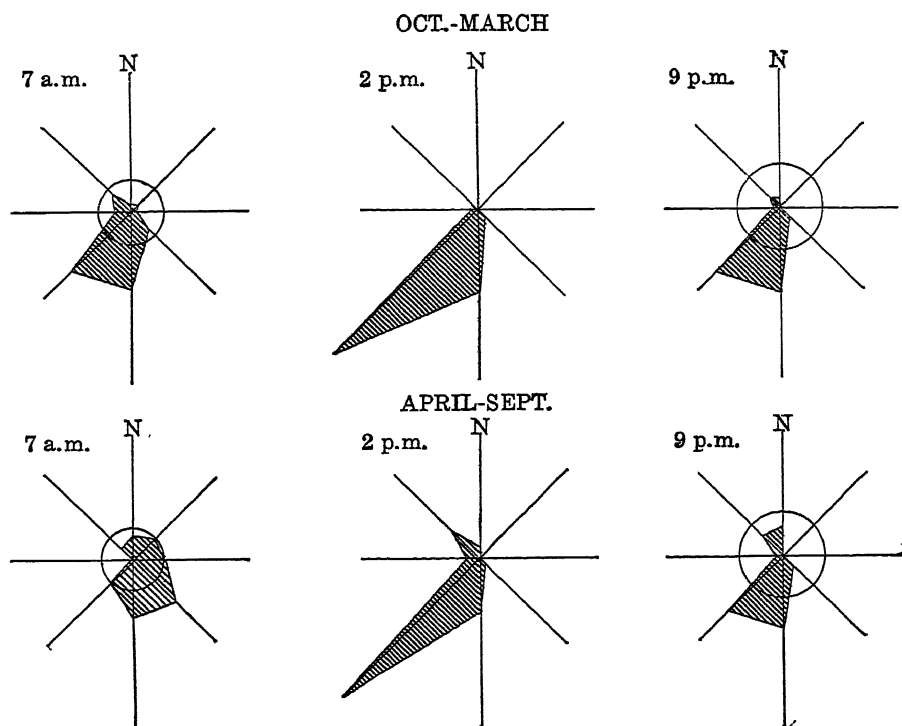 OCT.-MARCH
7 a.m.
N
2 p.m.
N
9 p.m.
N
APRIL-SEPT.
7 a.m.
N
2 p.m.
N
9 p.m.
N